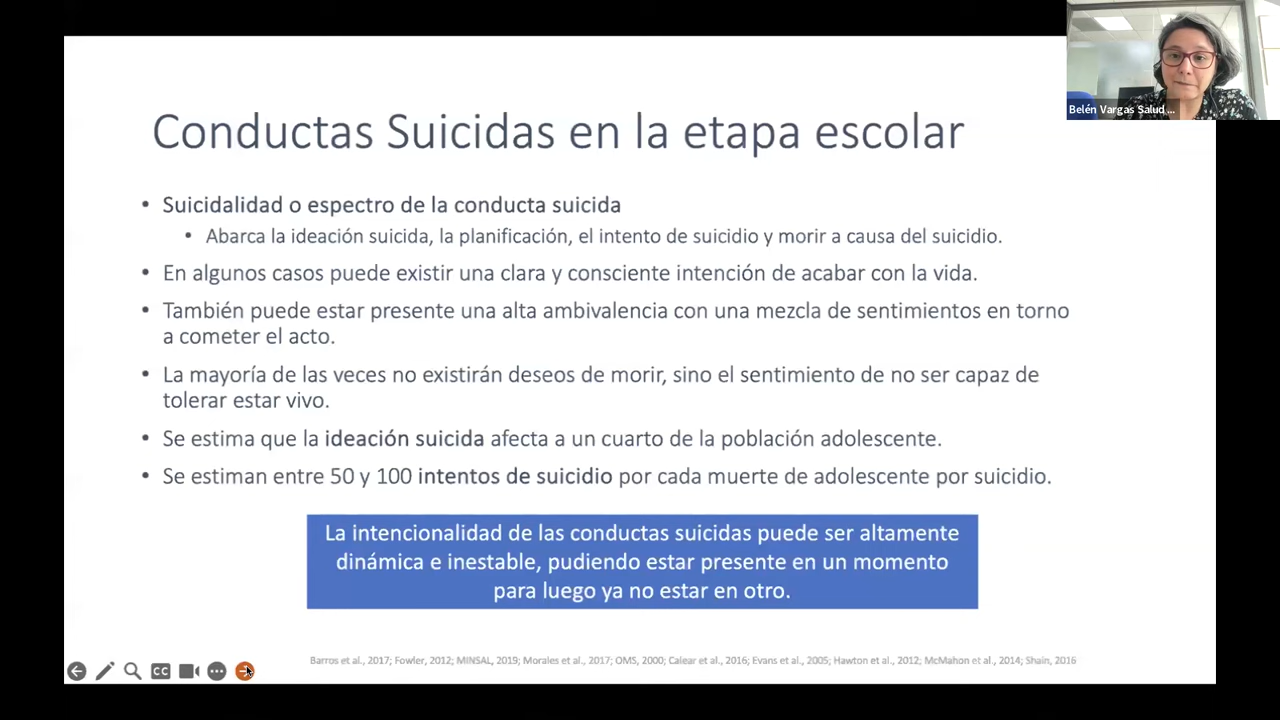 Belén Vargas Salud ...
Conductas Suicidas en la etapa escolar
• Suicidalidad o espectro de la conducta suicida
• Abarca la ideación suicida, la planificación, el intento de suicidio y morir a causa del suicidio.
• En algunos casos puede existir una clara y consciente intención de acabar con la vida.
• También puede estar presente una alta ambivalencia con una mezcla de sentimientos en torno
a cometer el acto.
• La mayoría de las veces no existirán deseos de morir, sino el sentimiento de no ser capaz de
tolerar estar vivo.
• Se estima que la ideación suicida afecta a un cuarto de la población adolescente.
• Se estiman entre 50 y 100 intentos de suicidio por cada muerte de adolescente por suicidio.
La intencionalidad de las conductas suicidas puede ser altamente
dinámica e inestable, pudiendo estar presente en un momento
para luego ya no estar en otro.
Barros et al., 2017; Fowler, 2012; MINSAL, 2019; Morales et al., 2017; OMS, 2000; Calear et al., 2016; Evans et al., 2005; Hawton et al., 2012; McMahon et al., 2014; Shain, 2016
CC